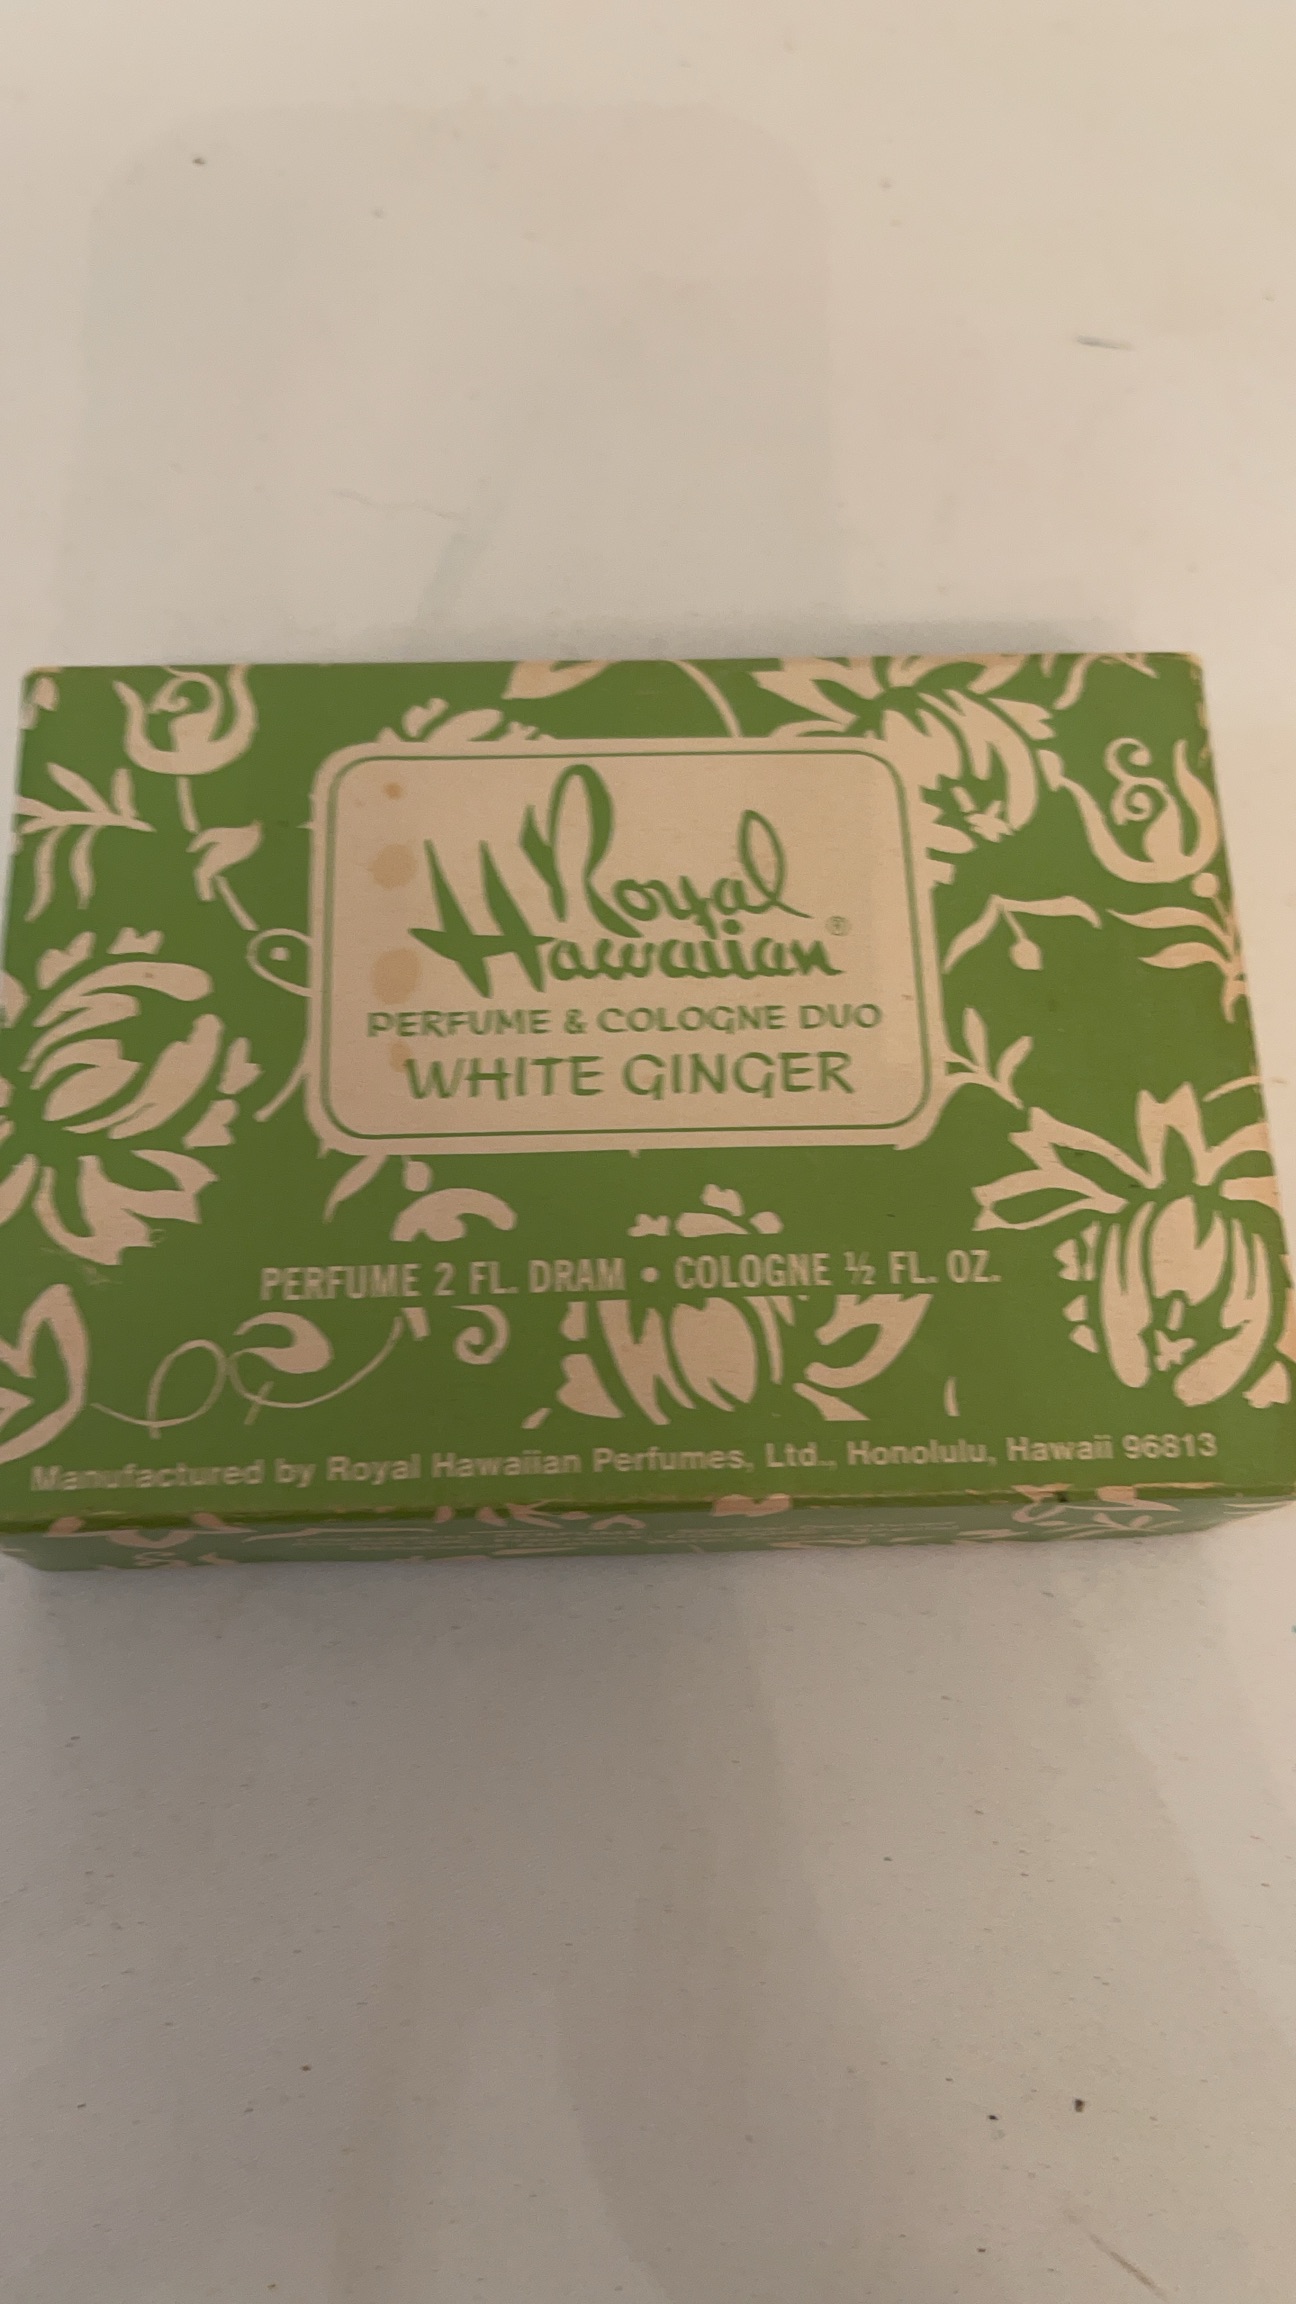 Royal
Hawaiian®
PERFUME & COLOGNE DUO
WHITE GINGER
PERFUME 2 FL. DRAM • COLOGNE ½ FL. OZ.
Manufactured by Royal Hawaiian Perfumes, Ltd., Honolulu, Hawaii 96813